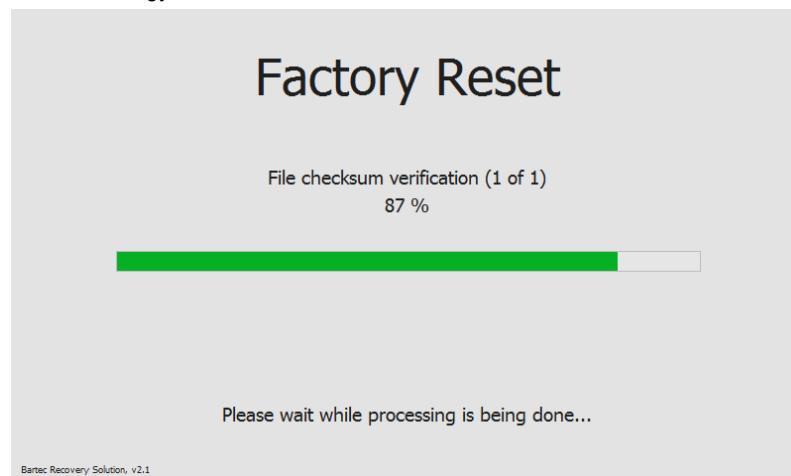 Factory Reset
File checksum verification (1 of 1)
87 %
Please wait while processing is being done...
Bartec Recovery Solution, v2.1